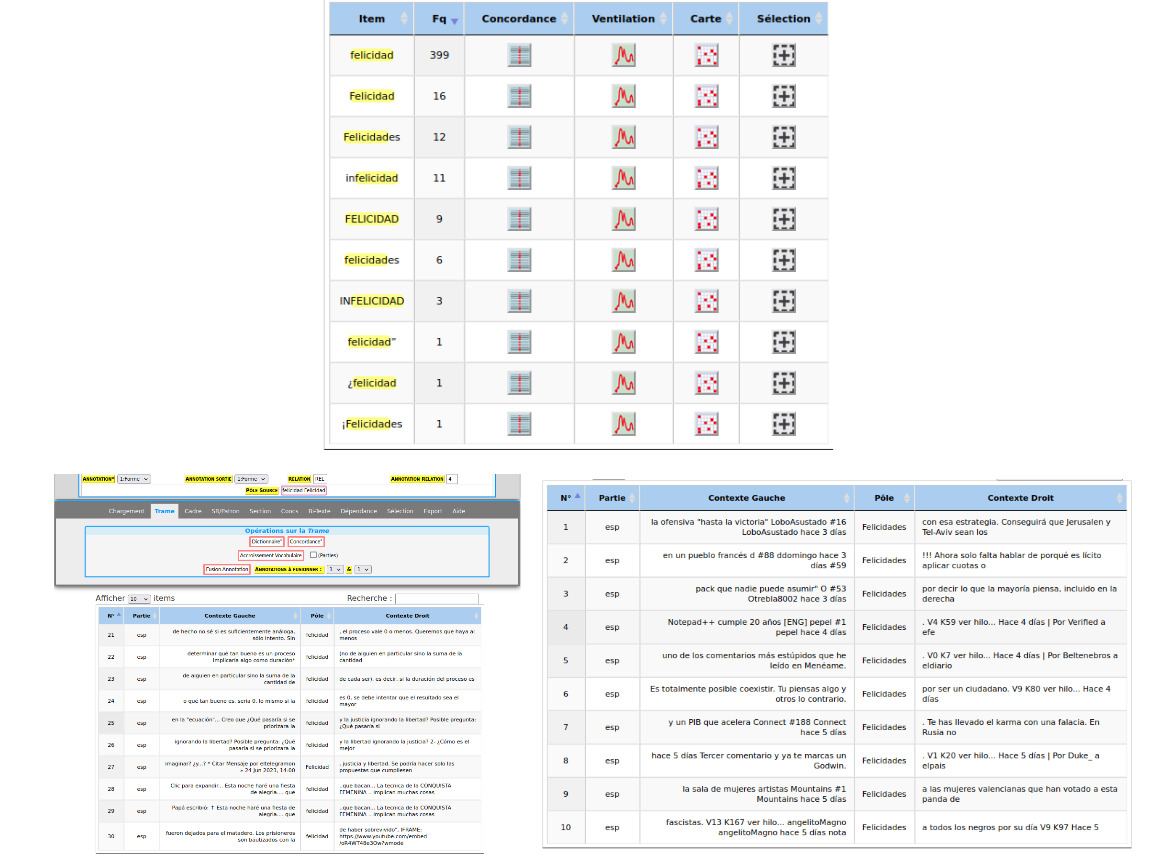 Item Fq Concordance Ventilation Carte Sélection
felicidad 399
Felicidad 16
Felicidades 12
infelicidad 11
FELICIDAD 9
felicidades 6
INFELICIDAD 3
felicidad" 1
¿felicidad 1
¡Felicidades 1
ANNOTATION° 1:Forme ANNOTATION SORTIE 1:Forme RELATION REL ANNOTATION RELATION 4
PÔLE SOURCE felicidad Felicidad
Chargement Trame Cadre SR/Patron Section Coocs Bi-Texte Dépendance Sélection Export Aide
Opérations sur la Trame
Dictionnaire° Concordance°
Accroissement Vocabulaire (Parties)
Fusion Annotation ANNOTATIONS À FUSIONNER : 1 & 1
Afficher 10 items Recherche :
N° Partie Contexte Gauche Pôle Contexte Droit
21 esp de hecho no sé si es suficientemente análoga, felicidad , el proceso vale 0 o menos. Queremos que haya al
sólo intento. Sin menos
22 esp determinar qué tan bueno es un proceso felicidad (no de alguien en particular sino la suma de la
implicaría algo como duración* cantidad
23 esp de alguien en particular sino la suma de la felicidad de cada ser). es decir, si la duración del proceso es
cantidad de
24 esp o qué tan bueno es, sería 0, lo mismo si la felicidad es 0, se debe intentar que el resultado sea el
mayor
25 esp en la "ecuación"... Creo que ¿Qué pasaría si se felicidad y la justicia ignorando la libertad? Posible pregunta:
priorizara la ¿Qué pasaría si
26 esp ignorando la libertad? Posible pregunta: ¿Qué felicidad y la libertad ignorando la justicia? 2- ¿Cómo es el
pasaría si se priorizara la mejor
27 esp imaginar? ¿y...? * Citar Mensaje por eltelegramon Felicidad , justicia y libertad. Se podría hacer solo las
» 24 Jun 2023, 14:00 propuestas que cumpliesen
28 esp Clic para expandir... Esta noche haré una fiesta felicidad ..que bacan... La tecnica de la CONQUISTA
de alegría.... que FEMENINA .. implican muchas cosas
29 esp Papá escribió: ↑ Esta noche haré una fiesta de felicidad ..que bacan... La tecnica de la CONQUISTA
alegría.... que FEMENINA .. implican muchas cosas
30 esp fueron dejados para el matadero. Los prisioneros felicidad de haber sobrevivido". IFRAME:
son bautizados con la https://www.youtube.com/embed
N° Partie Contexte Gauche Pôle Contexte Droit
1 esp la ofensiva "hasta la victoria" LoboAsustado #16 Felicidades con esa estrategia. Conseguirá que Jerusalen y
LoboAsustado hace 3 días Tel-Aviv sean los
2 esp en un pueblo francés d #88 ddomingo hace 3 Felicidades !!! Ahora solo falta hablar de porqué es lícito
días #59 aplicar cuotas o
3 esp pack que nadie puede asumir" O #53 Felicidades por decir lo que la mayoría piensa, incluido en la
Otrebla8002 hace 3 días derecha
4 esp Notepad++ cumple 20 años [ENG] pepel #1 Felicidades . V4 K59 ver hilo... Hace 4 días | Por Verified a
pepel hace 4 días efe
5 esp uno de los comentarios más estúpidos que he Felicidades . V0 K7 ver hilo... Hace 4 días | Por Beltenebros a
leído en Menéame. eldiario
6 esp Es totalmente posible coexistir. Tu piensas algo y Felicidades por ser un ciudadano. V9 K80 ver hilo... Hace 4
otros lo contrario. días
7 esp y un PIB que acelera Connect #188 Connect Felicidades . Te has llevado el karma con una falacia. En
hace 5 días Rusia no
8 esp hace 5 días Tercer comentario y ya te marcas un Felicidades . V1 K20 ver hilo... Hace 5 días | Por Duke_ a
Godwin. elpais
9 esp la sala de mujeres artistas Mountains #1 Felicidades a las mujeres valencianas que han votado a esta
Mountains hace 5 días panda de
10 esp fascistas. V13 K167 ver hilo... angelitoMagno Felicidades a todos los negros por su día V9 K97 Hace 5
angelitoMagno hace 5 días nota